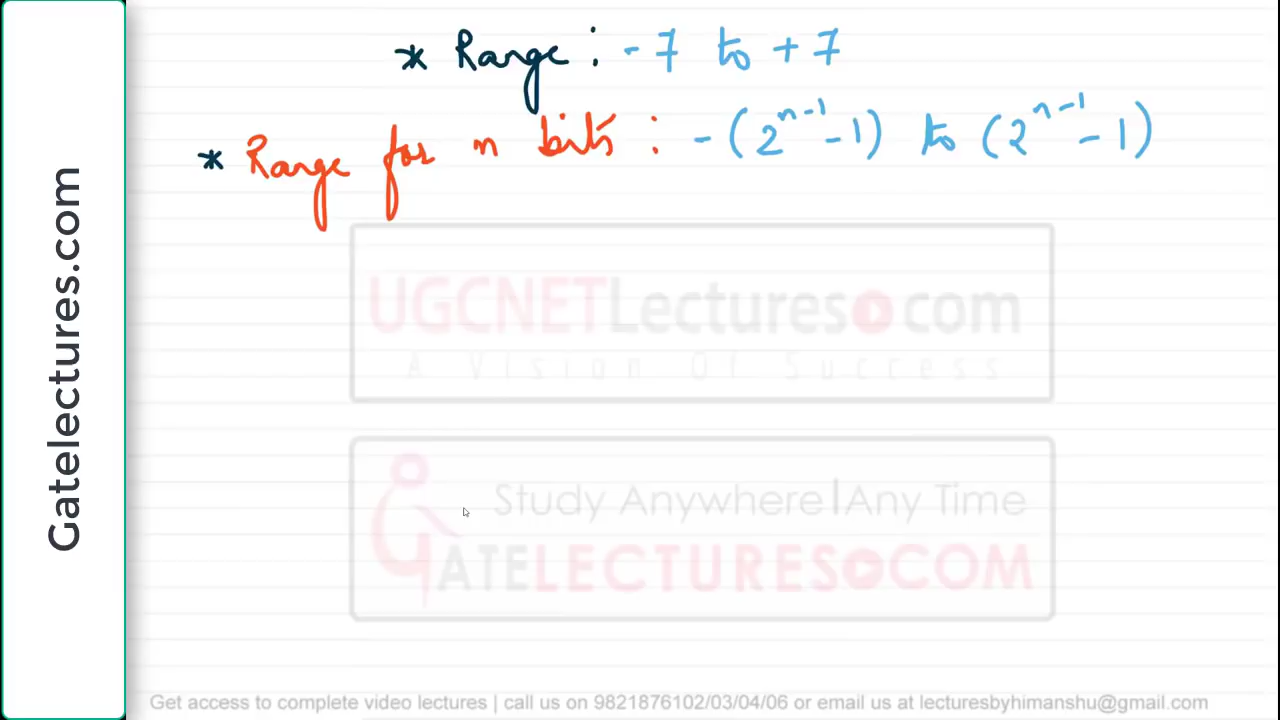 * Range : -7 to +7
* Range for n bits : -(2^{n-1} - 1) to (2^{n-1} - 1)
UGCNETLectures.com
A Vision Of Success
Study Anywhere|Any Time
GATELECTURES.COM
Get access to complete video lectures | call us on 9821876102/03/04/06 or email us at lecturesbyhimanshu@gmail.com
Gatelectures.com